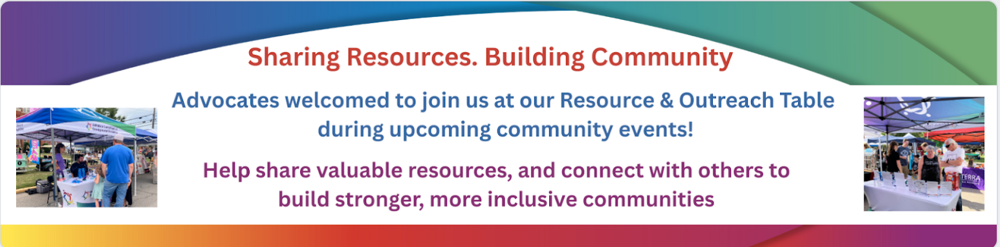 Sharing Resources. Building Community
Advocates welcomed to join us at our Resource & Outreach Table
during upcoming community events!
Help share valuable resources, and connect with others to
build stronger, more inclusive communities
TERRA